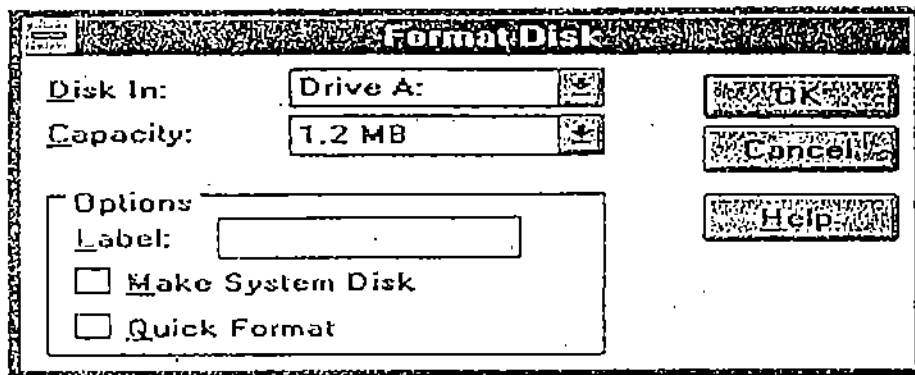 Format Disk
Disk In: Drive A:
Capacity: 1.2 MB
OK
Cancel
Help
Options
Label:
Make System Disk
Quick Format